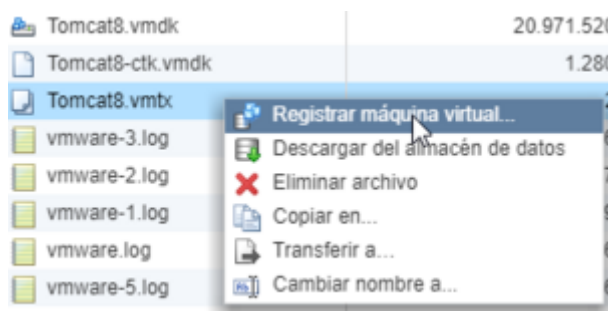 Tomcat8.vmdk 20.971.520
Tomcat8-ctk.vmdk 1.280
Tomcat8.vmtx
Registrar máquina virtual...
vmware-3.log
Descargar del almacén de datos
vmware-2.log
Eliminar archivo
vmware-1.log
Copiar en...
vmware.log
Transferir a...
vmware-5.log
Cambiar nombre a...